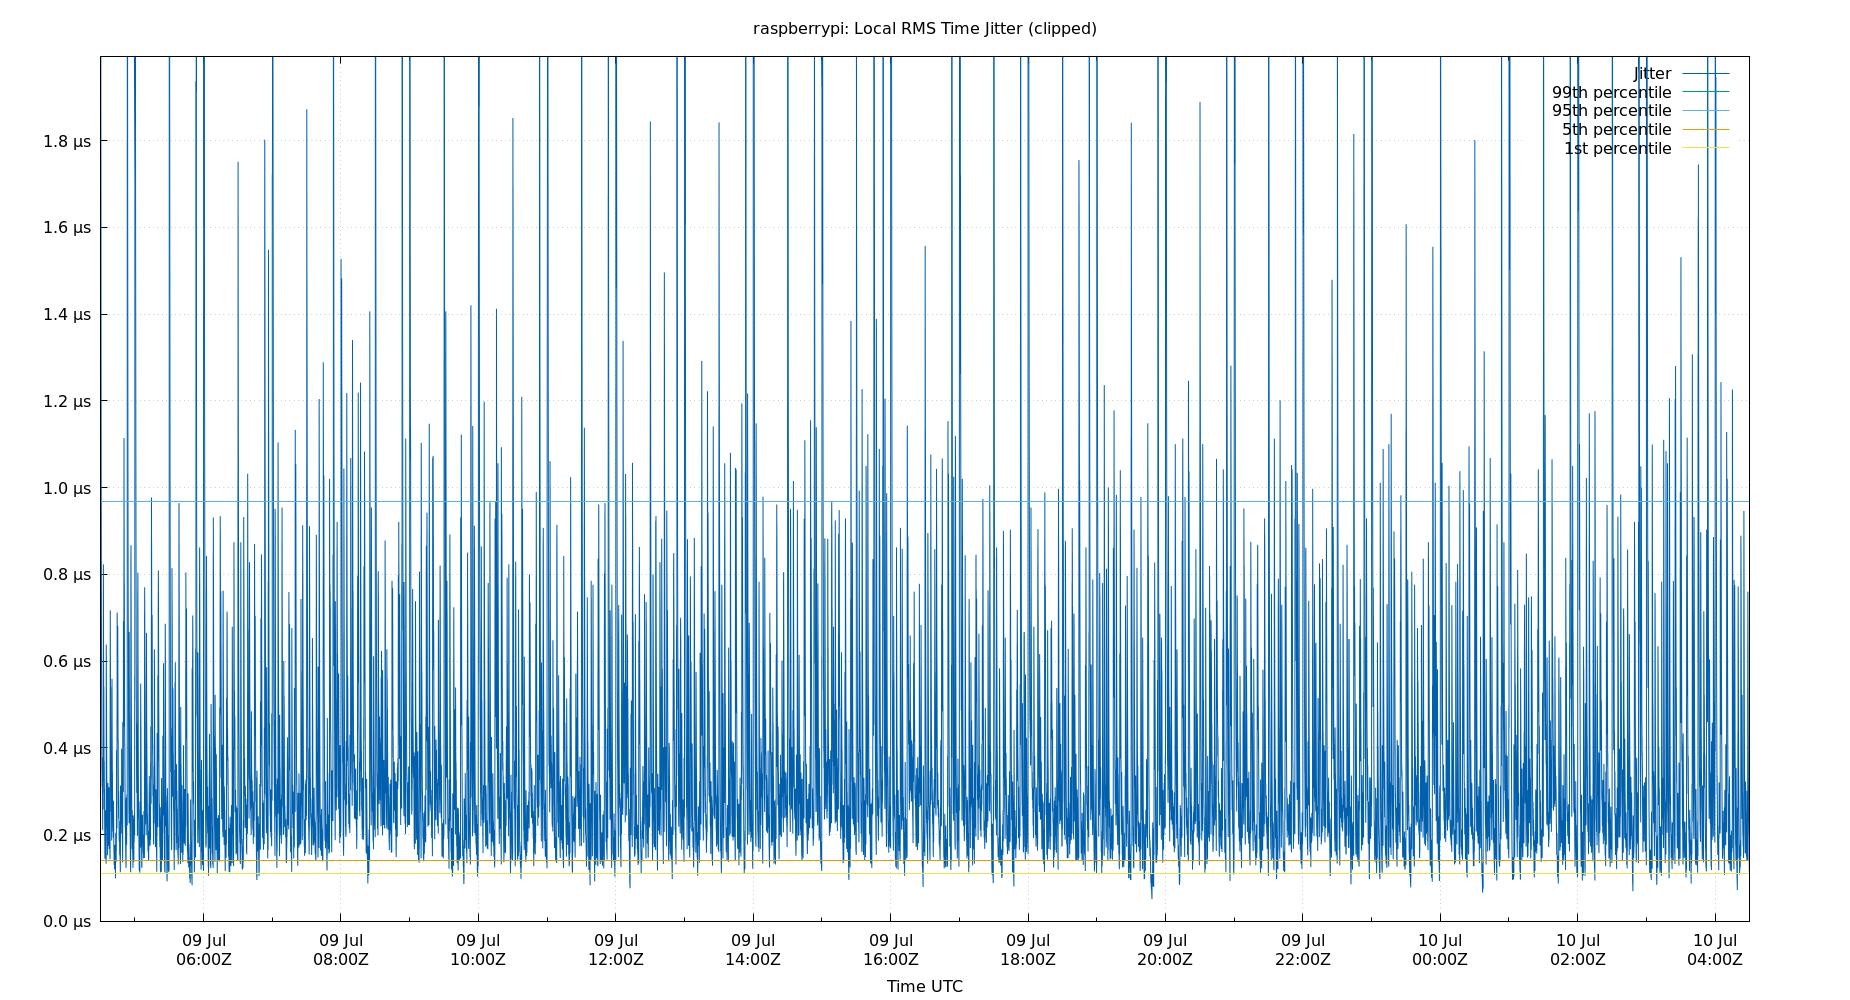 raspberrypi: Local RMS Time Jitter (clipped)
Jitter
99th percentile
95th percentile
5th percentile
1st percentile
1.8 µs
1.6 µs
1.4 µs
1.2 µs
1.0 µs
0.8 µs
0.6 µs
0.4 µs
0.2 µs
0.0 µs
09 Jul 09 Jul 09 Jul 09 Jul 09 Jul 09 Jul 09 Jul 09 Jul 09 Jul 10 Jul 10 Jul 10 Jul
06:00Z 08:00Z 10:00Z 12:00Z 14:00Z 16:00Z 18:00Z 20:00Z 22:00Z 00:00Z 02:00Z 04:00Z
Time UTC